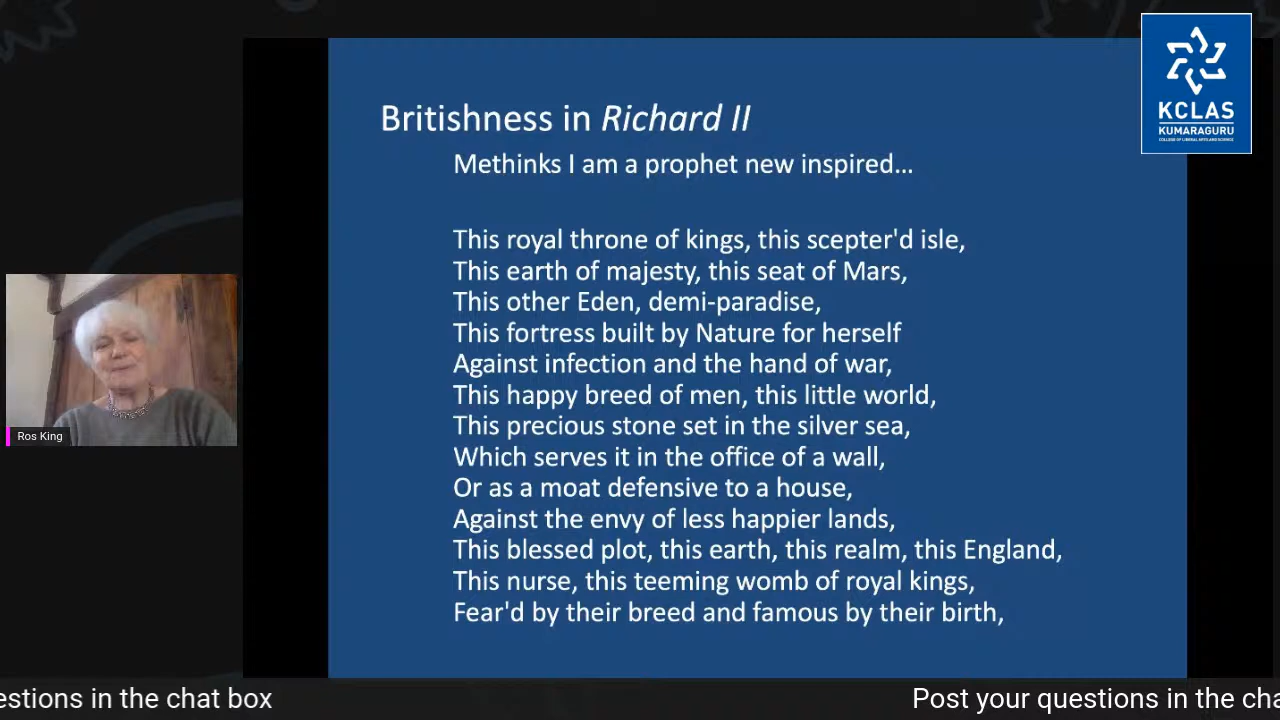 KCLAS
KUMARAGURU
COLLEGE OF LIBERAL ARTS AND SCIENCE
Britishness in Richard II
Methinks I am a prophet new inspired...
This royal throne of kings, this scepter'd isle,
This earth of majesty, this seat of Mars,
This other Eden, demi-paradise,
This fortress built by Nature for herself
Against infection and the hand of war,
This happy breed of men, this little world,
This precious stone set in the silver sea,
Which serves it in the office of a wall,
Or as a moat defensive to a house,
Against the envy of less happier lands,
This blessed plot, this earth, this realm, this England,
This nurse, this teeming womb of royal kings,
Fear'd by their breed and famous by their birth,
Ros King
estions in the chat box
Post your questions in the cha